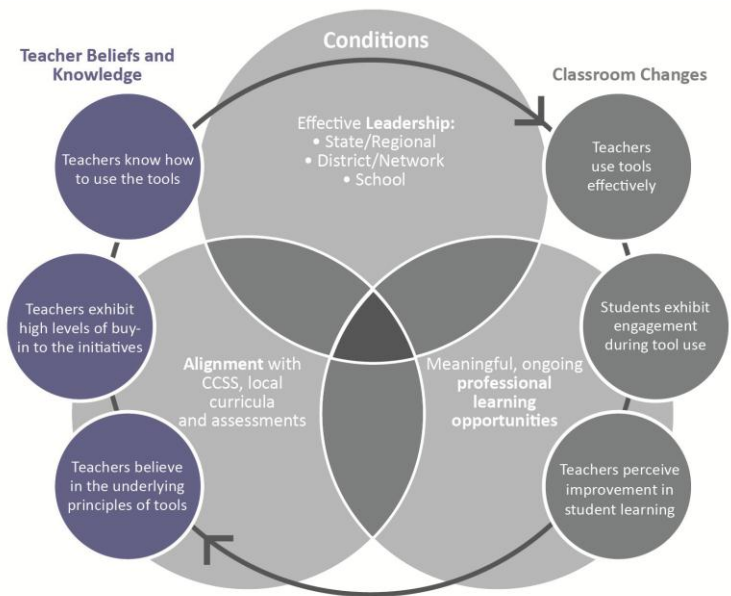 Conditions
Teacher Beliefs and
Knowledge
Classroom Changes
Effective Leadership:
• State/Regional
• District/Network
• School
Teachers know how
to use the tools
Teachers exhibit
high levels of buy-
in to the initiatives
Teachers believe
in the underlying
principles of tools
Alignment with
CCSS, local
curricula
and assessments
Meaningful, ongoing
professional
learning
opportunities
Teachers
use tools
effectively
Students exhibit
engagement
during tool use
Teachers perceive
improvement in
student learning